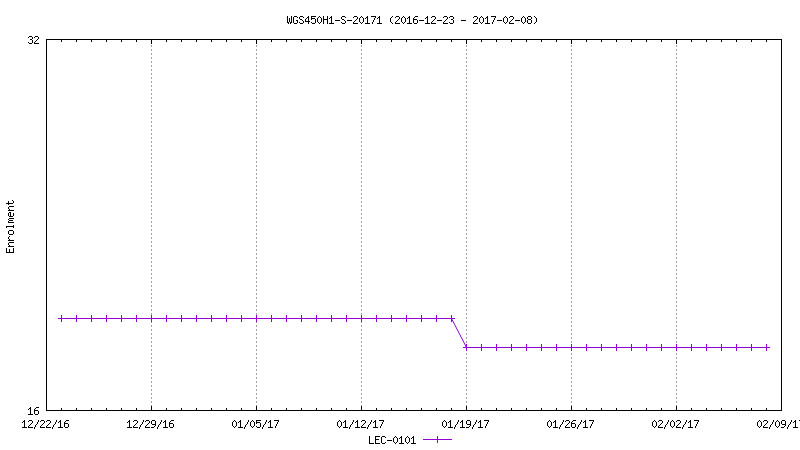 WGS450H1-S-20171 (2016-12-23 - 2017-02-08)
32
Enrolment
16
12/22/16 12/29/16 01/05/17 01/12/17 01/19/17 01/26/17 02/02/17 02/09/1
LEC-0101